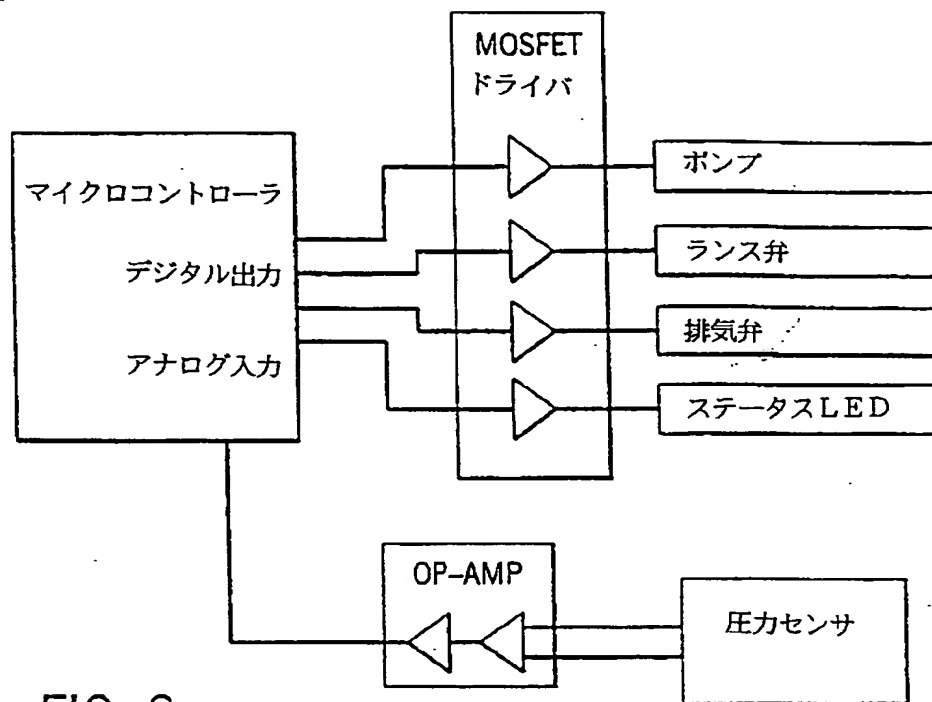 MOSFET
ドライバ
マイクロコントローラ
デジタル出力
アナログ入力
ポンプ
ランス弁
排気弁
ステータスLED
OP-AMP
圧力センサ